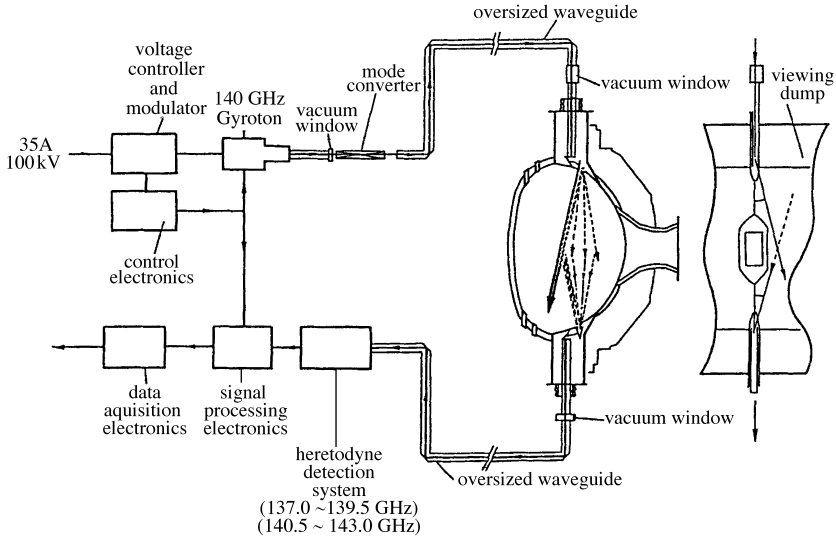 oversized waveguide
voltage
controller
and
modulator
140 GHz
Gyroton
vacuum
window
mode
converter
vacuum window
viewing
dump
35A
100kV
control
electronics
data
aquisition
electronics
signal
processing
electronics
heretodyne
detection
system
(137.0 ~139.5 GHz)
(140.5 ~ 143.0 GHz)
vacuum window
oversized waveguide